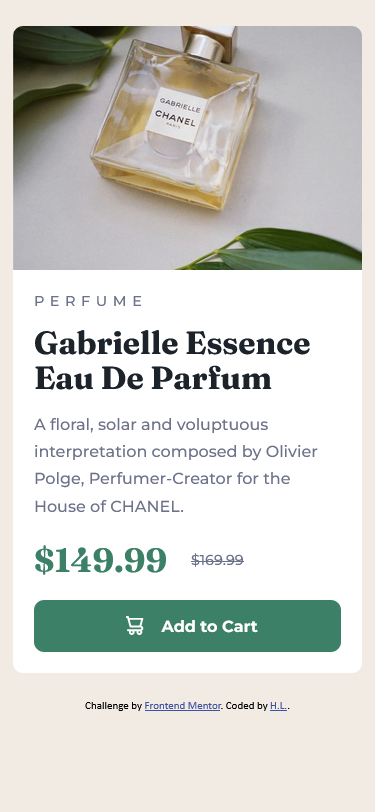 GABRIELLE
CHANEL
PARIS
PERFUME
Gabrielle Essence
Eau De Parfum
A floral, solar and voluptuous
interpretation composed by Olivier
Polge, Perfumer-Creator for the
House of CHANEL.
$149.99 $169.99
Add to Cart
Challenge by Frontend Mentor. Coded by H.L..